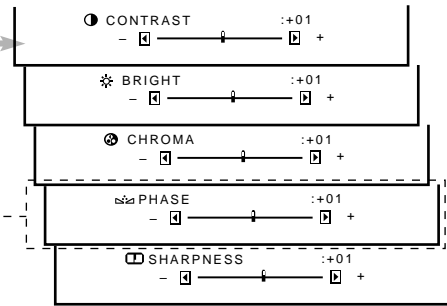 CONTRAST :+01
– +
BRIGHT :+01
– +
CHROMA :+01
– +
PHASE :+01
– +
SHARPNESS :+01
– +